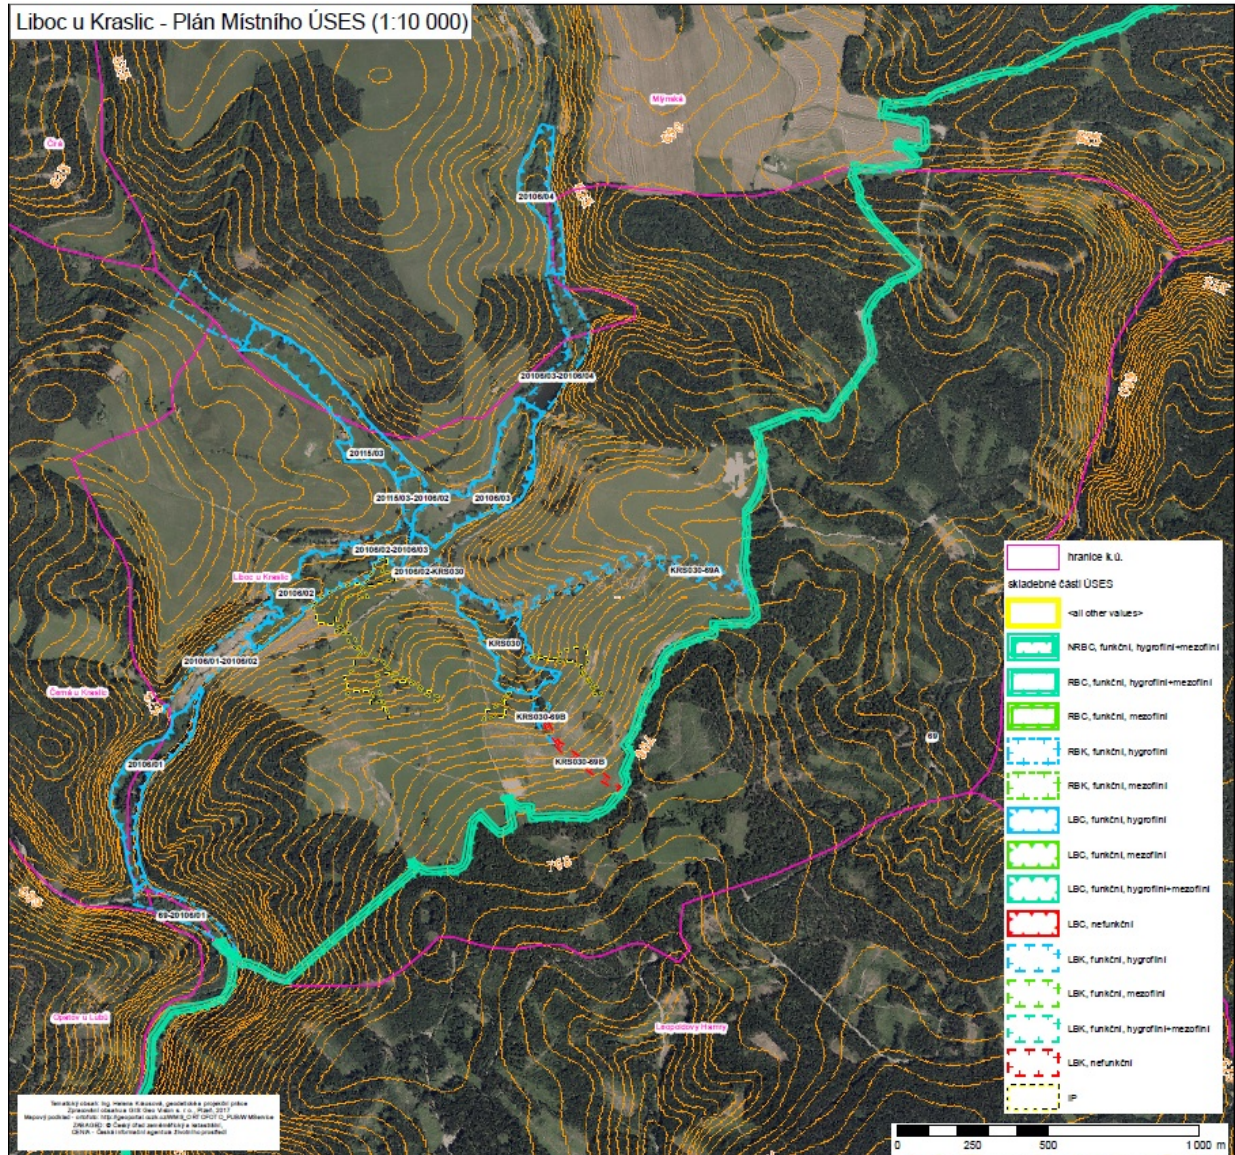 Liboc u Kraslic - Plán Místního ÚSES (1:10 000)
Mlýnská
Čirá
20106/04
20106/03-20106/04
20115/03
20115/03-20106/02
20106/03
20106/02-20106/03
20106/02-KRS030
KRS030-69A
Liboc u Kraslic
20106/02
KRS030
20106/01-20106/02
Černá u Kraslic
KRS030-69B
KRS030-69B
69
20106/01
69-20106/01
Opatov u Lubů
Leopoldovy Hamry
hranice k.ú.
skladebné části ÚSES
<all other values>
NRBC, funkční, hygrofilní+mezofilní
RBC, funkční, hygrofilní+mezofilní
RBC, funkční, mezofilní
RBK, funkční, hygrofilní
RBK, funkční, mezofilní
LBC, funkční, hygrofilní
LBC, funkční, mezofilní
LBC, funkční, hygrofilní+mezofilní
LBC, nefunkční
LBK, funkční, hygrofilní
LBK, funkční, mezofilní
LBK, funkční, hygrofilní+mezofilní
LBK, nefunkční
IP
0 250 500 1 000 m